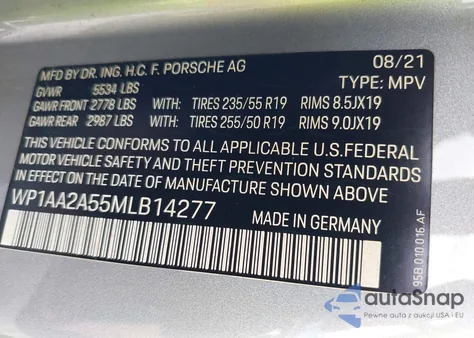 MFD BY DR. ING. H.C. F. PORSCHE AG 08/21
GVWR 5534 LBS TYPE: MPV
GAWR FRONT 2778 LBS WITH: TIRES 235/55 R19 RIMS 8.5JX19
GAWR REAR 2987 LBS WITH: TIRES 255/50 R19 RIMS 9.0JX19
THIS VEHICLE CONFORMS TO ALL APPLICABLE U.S.FEDERAL
MOTOR VEHICLE SAFETY AND THEFT PREVENTION STANDARDS
IN EFFECT ON THE DATE OF MANUFACTURE SHOWN ABOVE.
WP1AA2A55MLB14277 MADE IN GERMANY
95B 010 016 AF
autoSnap
Pewne auta z aukcji USA i EU